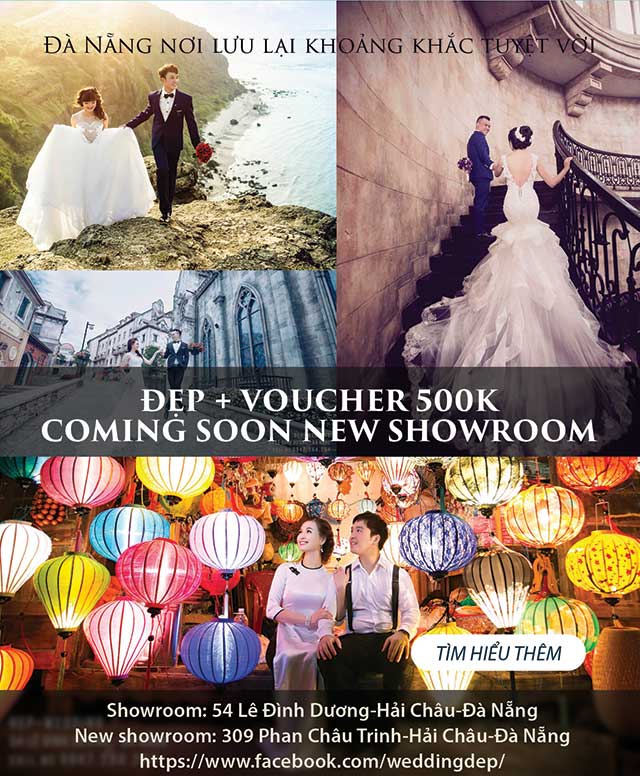 Đà Nẵng nơi lưu lại khoảng khắc tuyệt vời
ĐẸP + VOUCHER 500K
COMING SOON NEW SHOWROOM
TÌM HIỂU THÊM
Showroom: 54 Lê Đình Dương-Hải Châu-Đà Nẵng
New showroom: 309 Phan Châu Trinh-Hải Châu-Đà Nẵng
https://www.facebook.com/weddingdep/